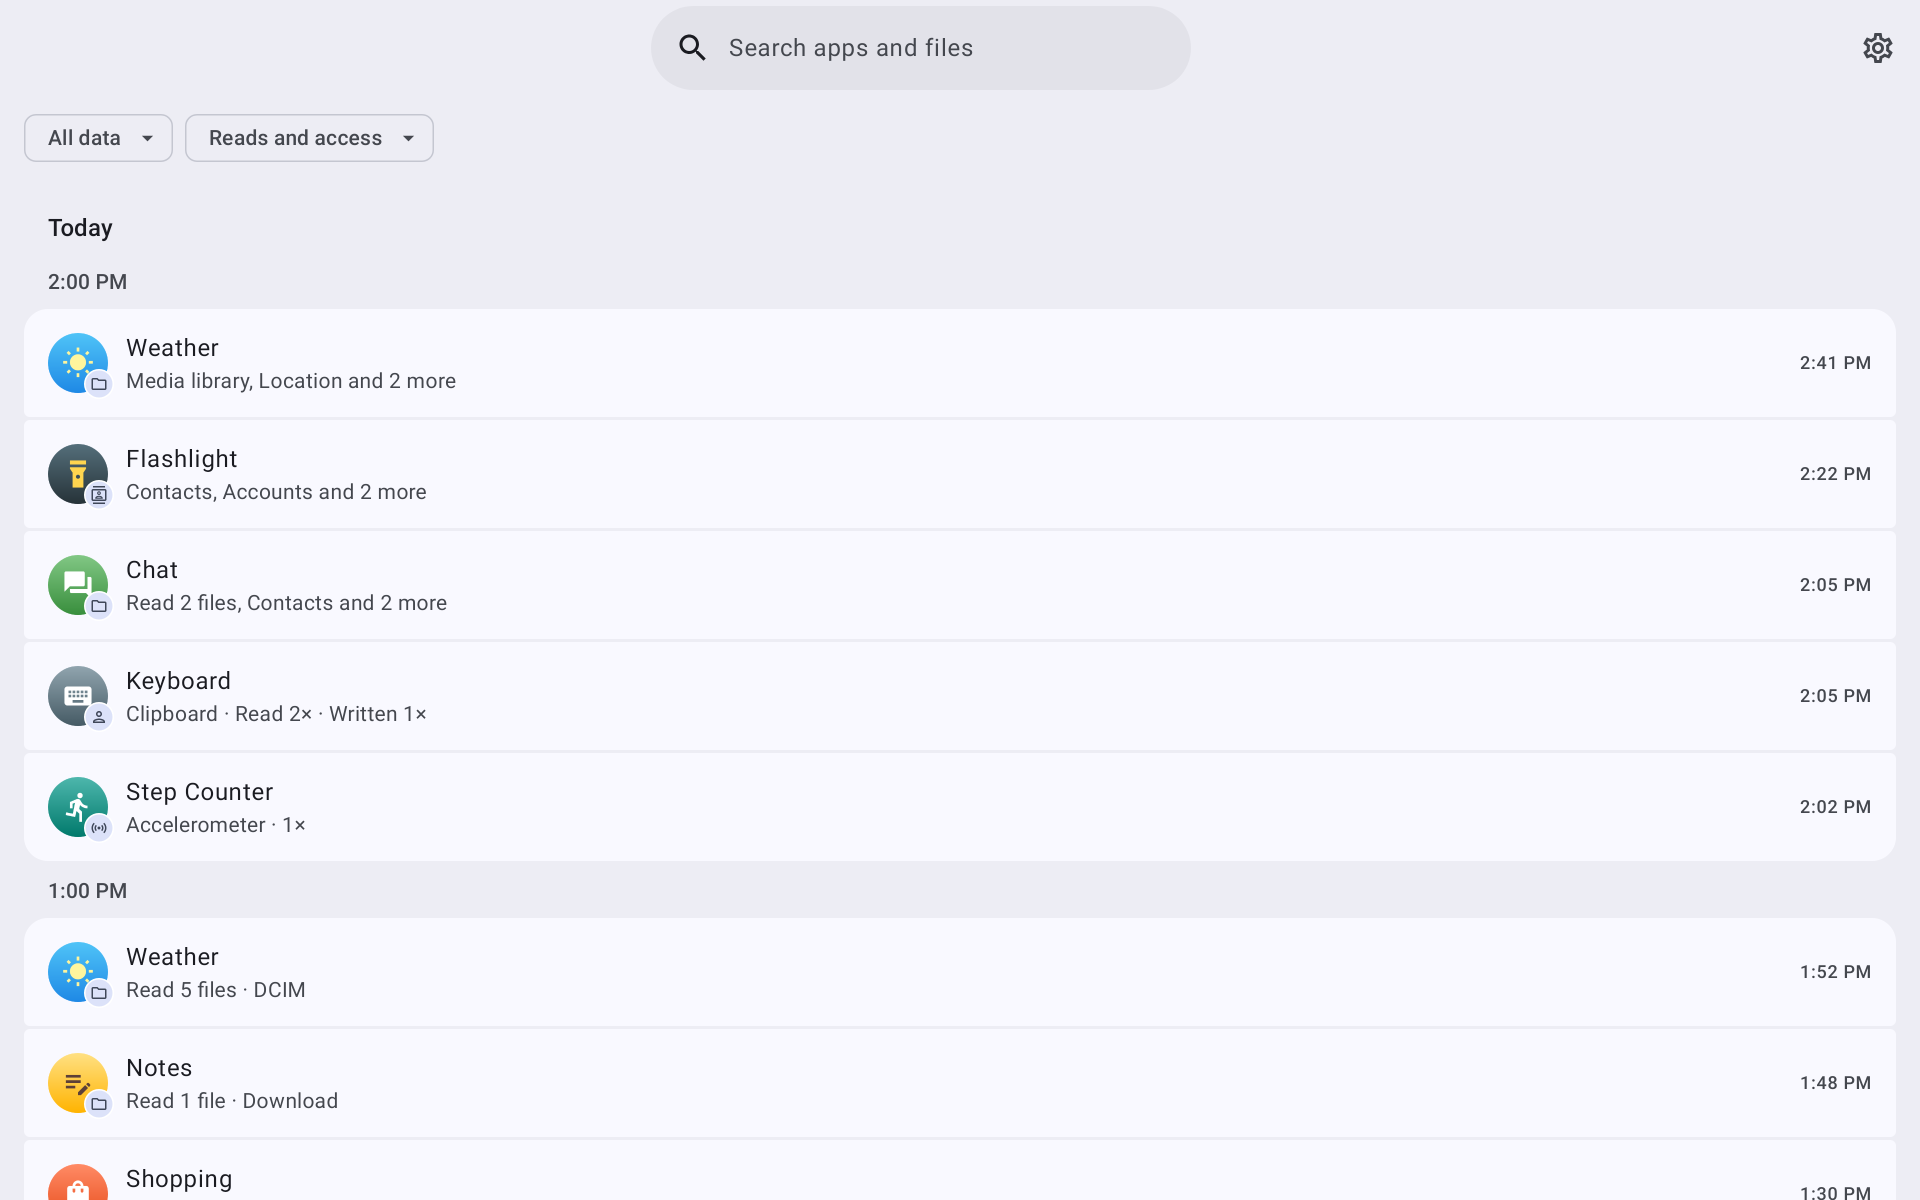 Search apps and files
All data
Reads and access
Today
2:00 PM
Weather
Media library, Location and 2 more
2:41 PM
Flashlight
Contacts, Accounts and 2 more
2:22 PM
Chat
Read 2 files, Contacts and 2 more
2:05 PM
Keyboard
Clipboard · Read 2× · Written 1×
2:05 PM
Step Counter
Accelerometer · 1×
2:02 PM
1:00 PM
Weather
Read 5 files · DCIM
1:52 PM
Notes
Read 1 file · Download
1:48 PM
Shopping
1:30 PM